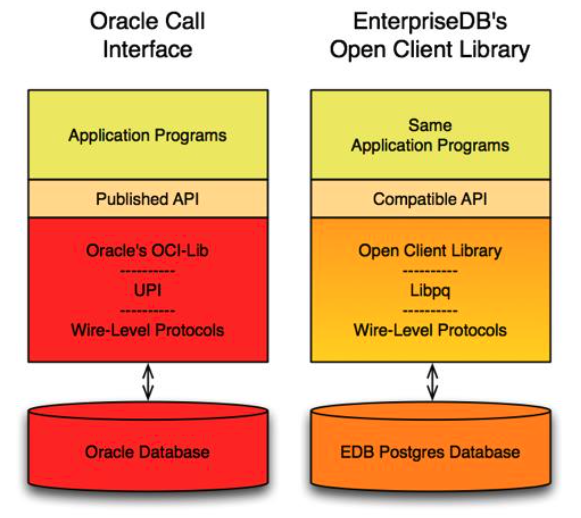 Oracle Call
Interface
Application Programs
Published API
Oracle's OCI-Lib
----------
UPI
----------
Wire-Level Protocols
Oracle Database
EnterpriseDB's
Open Client Library
Same
Application Programs
Compatible API
Open Client Library
----------
Libpq
----------
Wire-Level Protocols
EDB Postgres Database